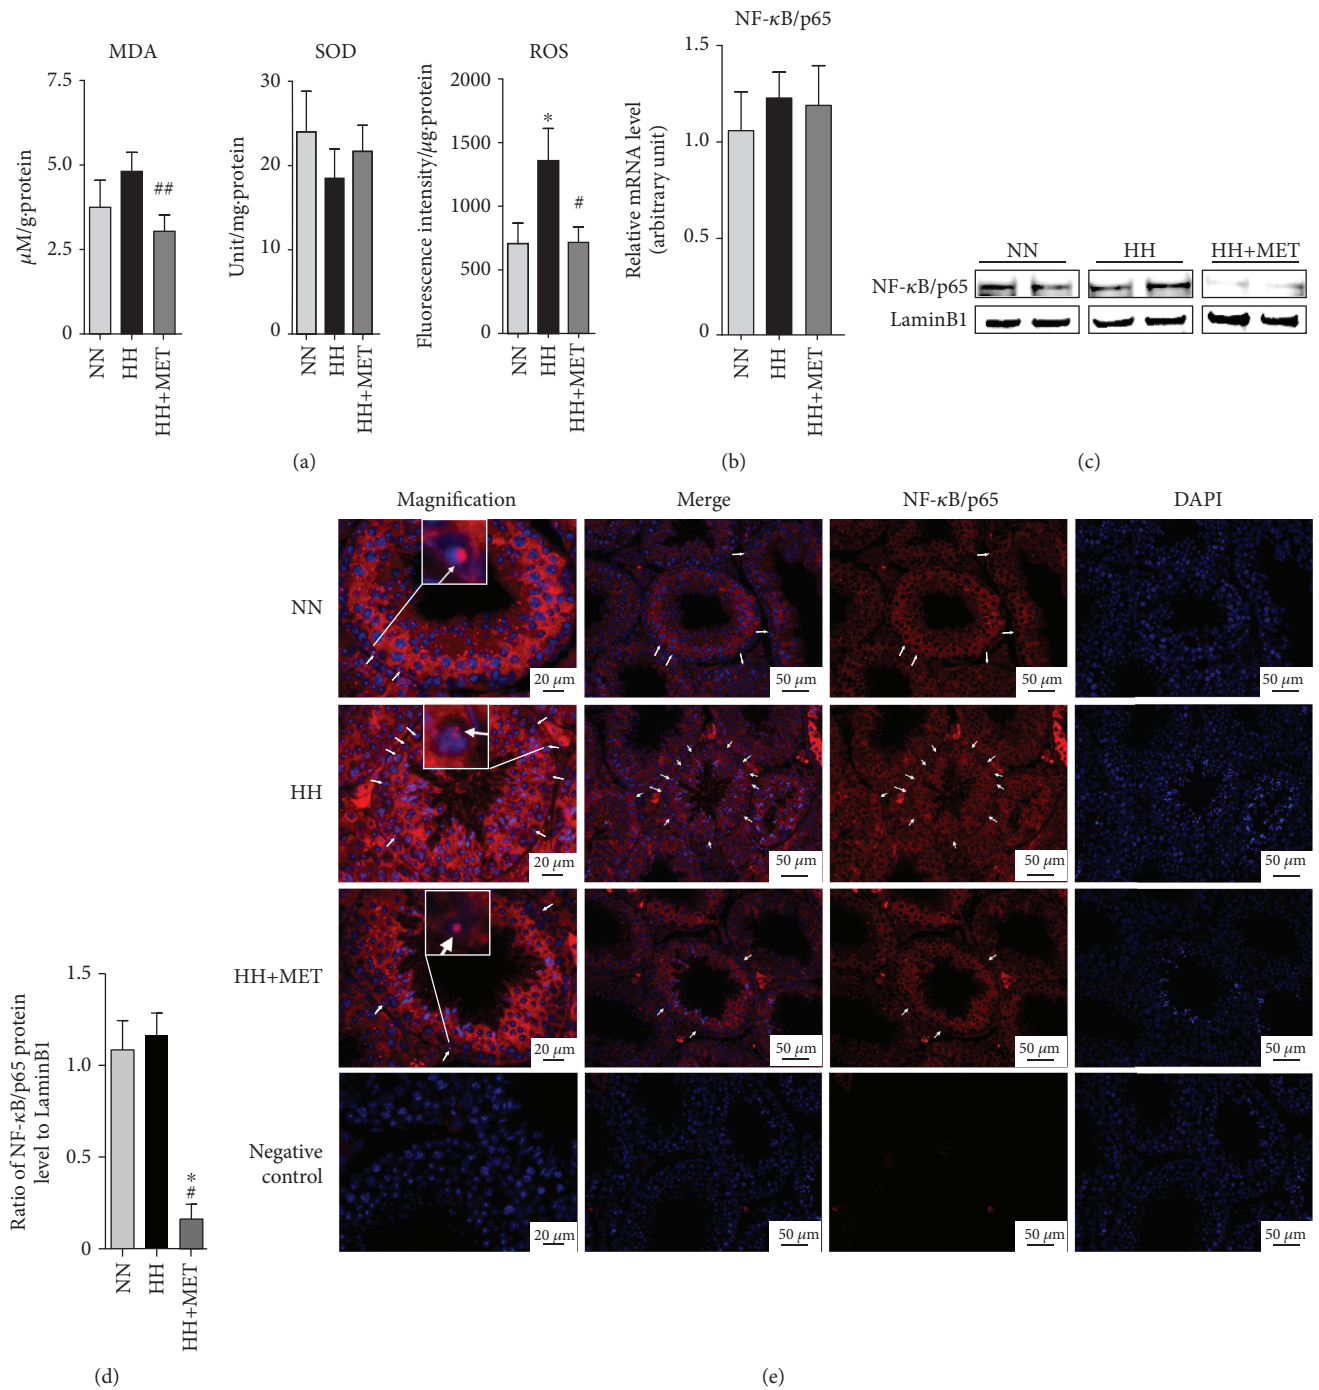 MDA
μM/g·protein
7.5
5.0
2.5
0
##
NN
HH
HH+MET
SOD
Unit/mg·protein
30
20
10
0
NN
HH
HH+MET
ROS
Fluorescence intensity/μg·protein
2000
1500
1000
500
0
*
#
NN
HH
HH+MET
(a)
NF-κB/p65
Relative mRNA level
(arbitrary unit)
1.5
1.0
0.5
0
NN
HH
HH+MET
(b)
NN HH HH+MET
NF-κB/p65
LaminB1
(c)
Ratio of NF-κB/p65 protein
level to LaminB1
1.5
1.0
0.5
0
*
#
NN
HH
HH+MET
(d)
Magnification Merge NF-κB/p65 DAPI
NN
20 μm 50 μm 50 μm 50 μm
HH
20 μm 50 μm 50 μm 50 μm
HH+MET
20 μm 50 μm 50 μm 50 μm
Negative
control
20 μm 50 μm 50 μm 50 μm
(e)